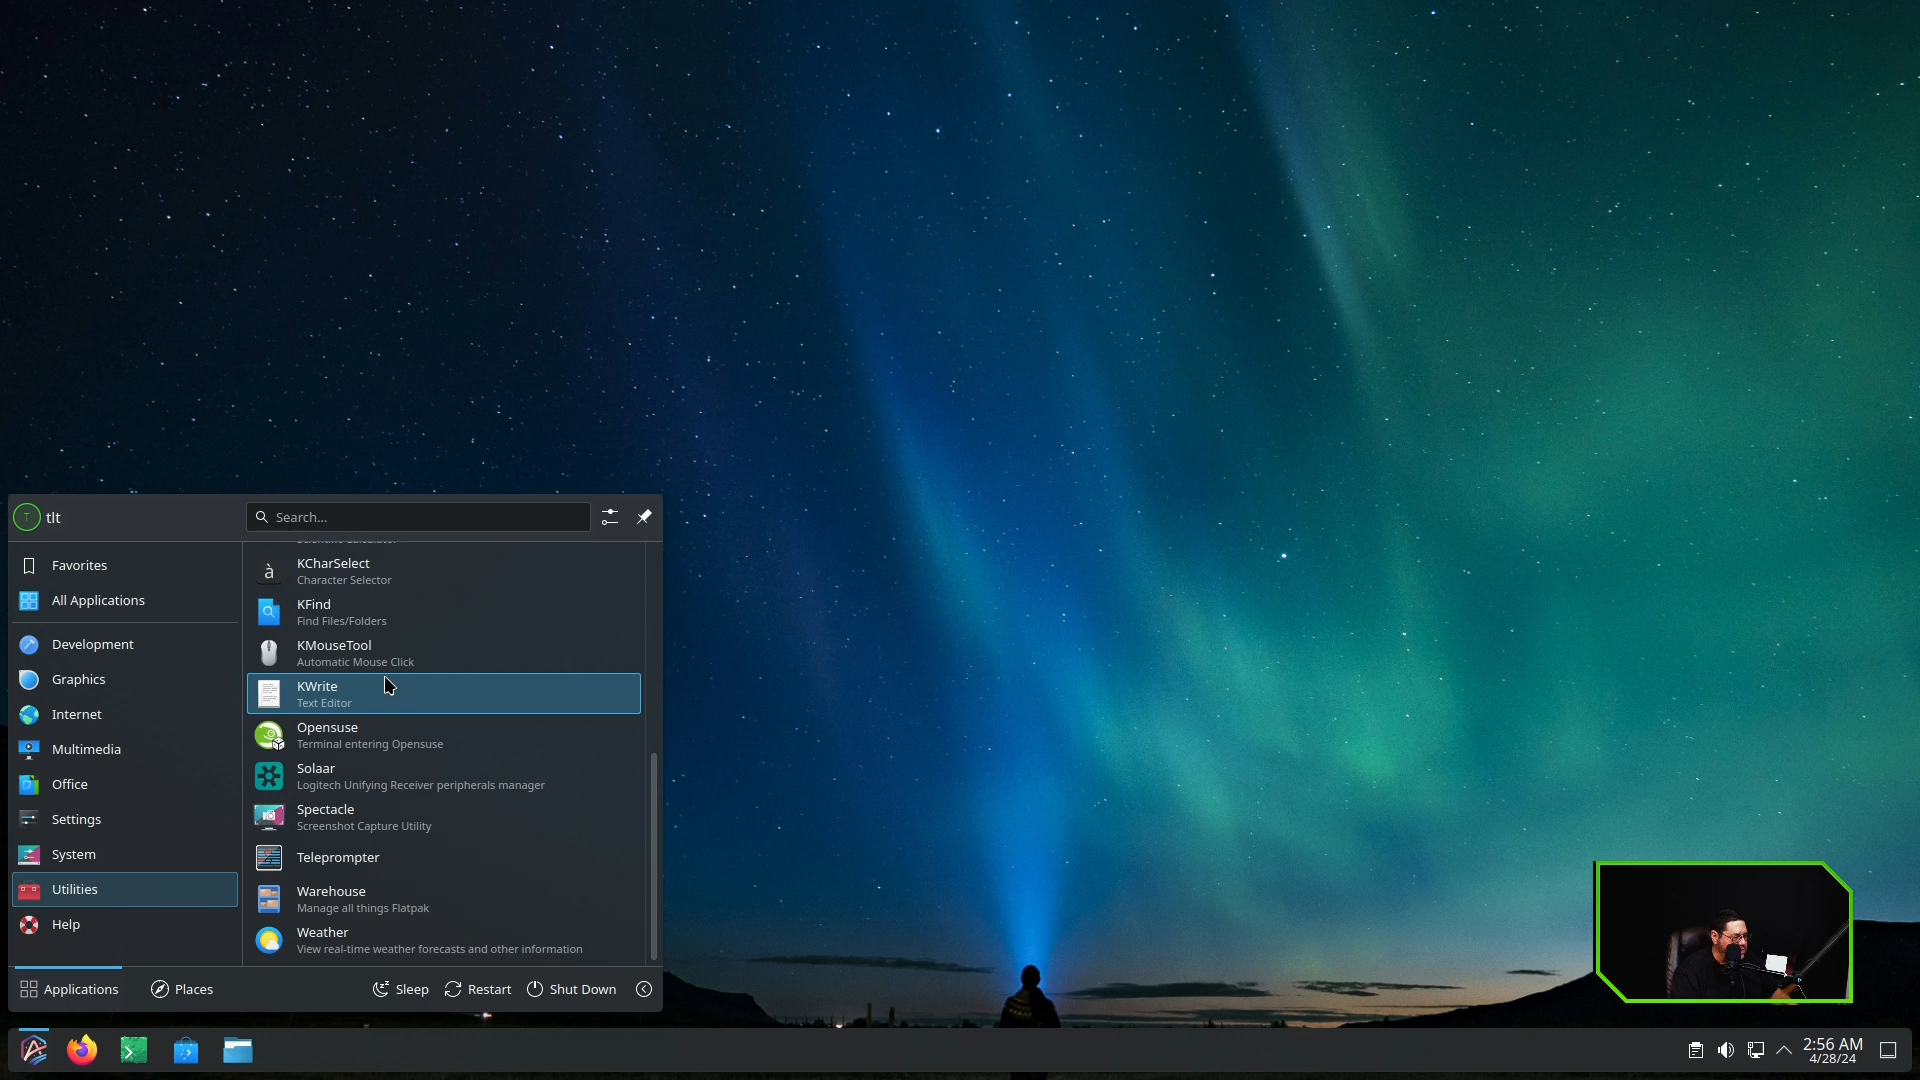 tlt
Search...
Favorites
All Applications
Development
Graphics
Internet
Multimedia
Office
Settings
System
Utilities
Help
Scientific Calculator
KCharSelect
Character Selector
KFind
Find Files/Folders
KMouseTool
Automatic Mouse Click
KWrite
Text Editor
Opensuse
Terminal entering Opensuse
Solaar
Logitech Unifying Receiver peripherals manager
Spectacle
Screenshot Capture Utility
Teleprompter
Warehouse
Manage all things Flatpak
Weather
View real-time weather forecasts and other information
Applications
Places
Sleep
Restart
Shut Down
2:56 AM
4/28/24